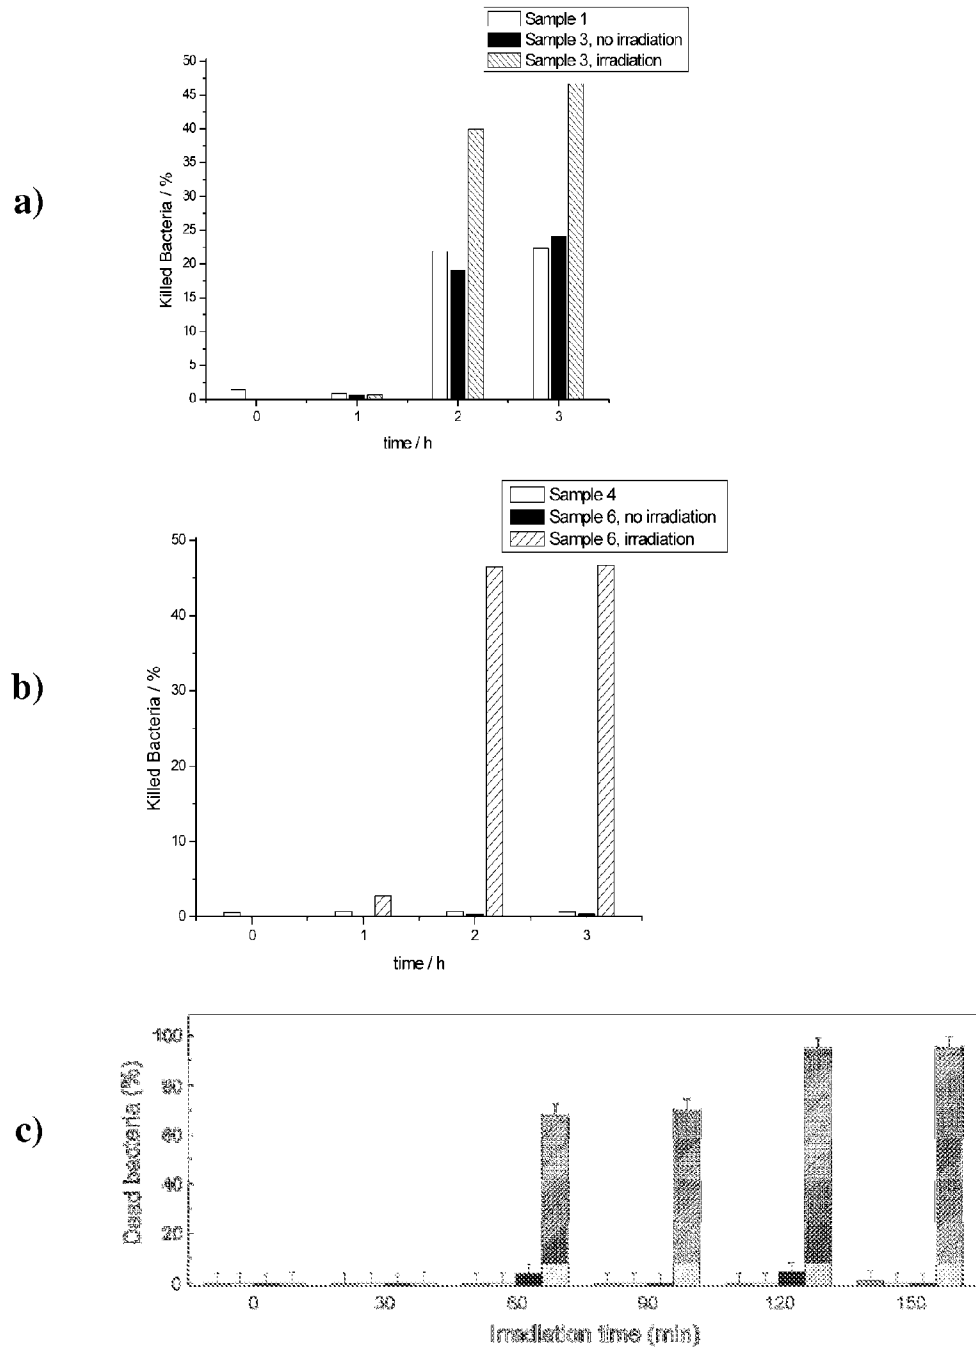 Sample 1
Sample 3, no irradiation
Sample 3, irradiation
50
45
40
35
30
25
20
15
10
5
0
Killed Bacteria / %
a)
0 1 2 3
time / h
Sample 4
Sample 6, no irradiation
Sample 6, irradiation
50
40
30
20
10
0
Killed Bacteria / %
b)
0 1 2 3
time / h
100
80
60
40
20
0
Dead bacteria (%)
c)
0 30 60 90 120 150
Irradiation time (min)